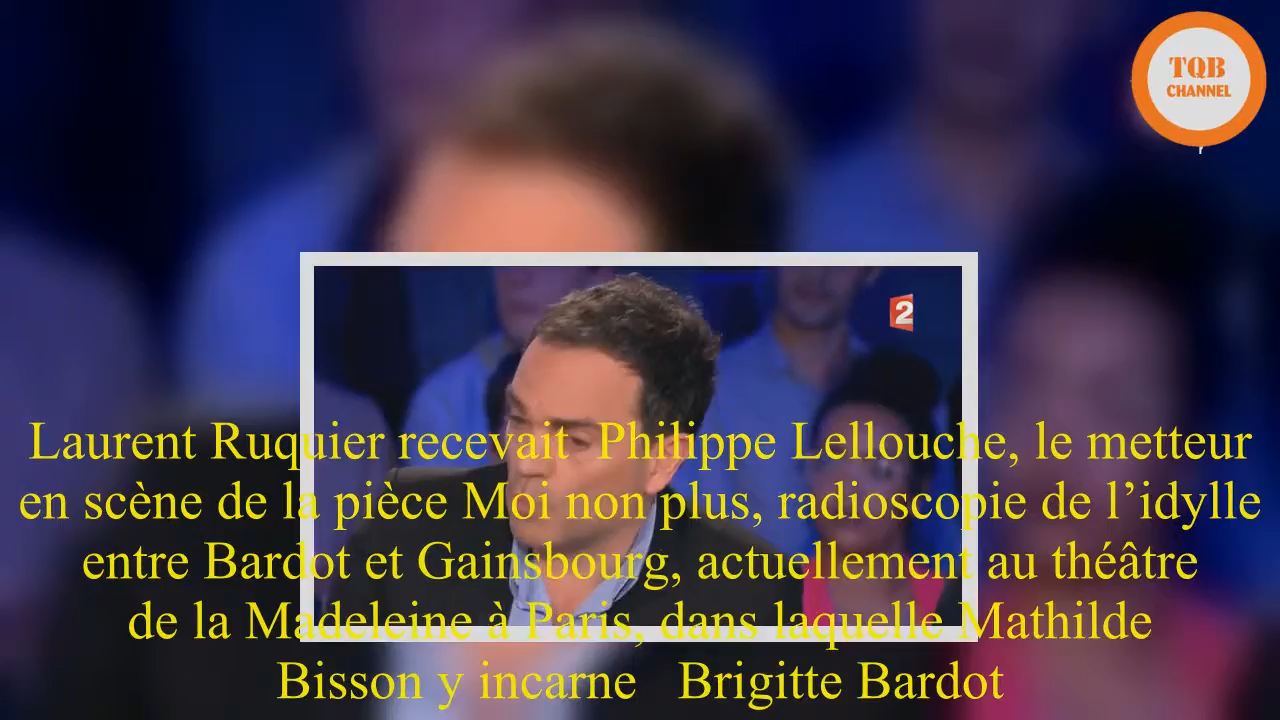 TQB
CHANNEL
r
2
Laurent Ruquier recevait  Philippe Lellouche, le metteur
en scène de la pièce Moi non plus, radioscopie de l’idylle
entre Bardot et Gainsbourg, actuellement au théâtre
de la Madeleine à Paris, dans laquelle Mathilde
Bisson y incarne   Brigitte Bardot